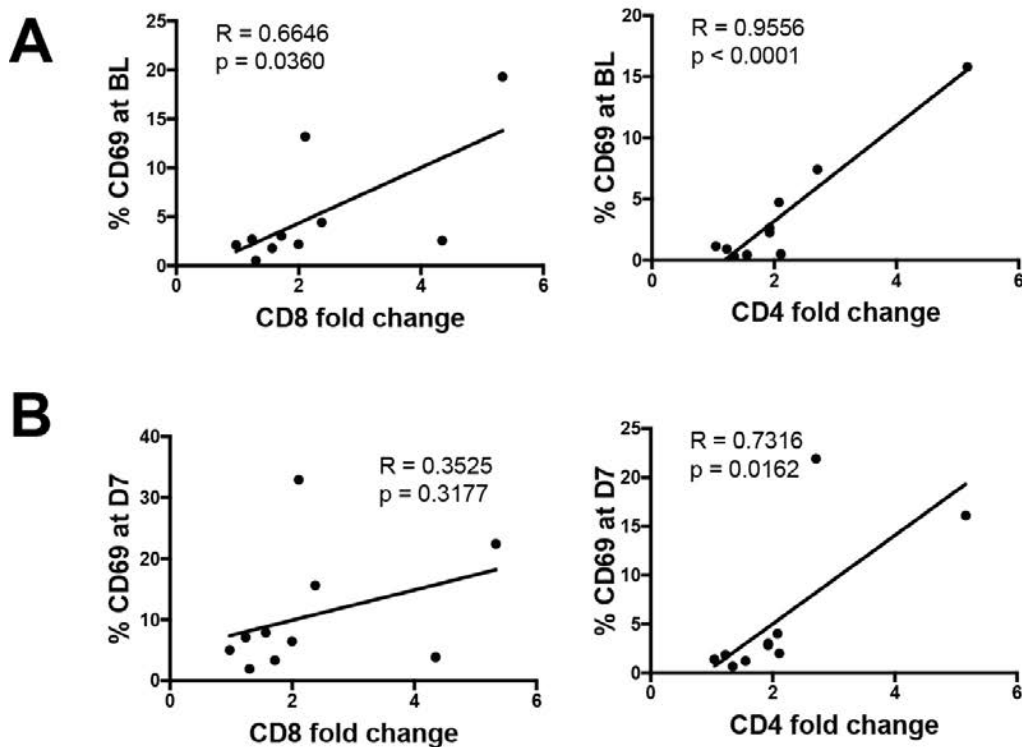 A
% CD69 at BL
25
20
15
10
5
0
R = 0.6646
p = 0.0360
0 2 4 6
CD8 fold change
% CD69 at BL
20
15
10
5
0
R = 0.9556
p < 0.0001
0 2 4 6
CD4 fold change
B
% CD69 at D7
40
30
20
10
0
R = 0.3525
p = 0.3177
0 2 4 6
CD8 fold change
% CD69 at D7
25
20
15
10
5
0
R = 0.7316
p = 0.0162
0 2 4 6
CD4 fold change